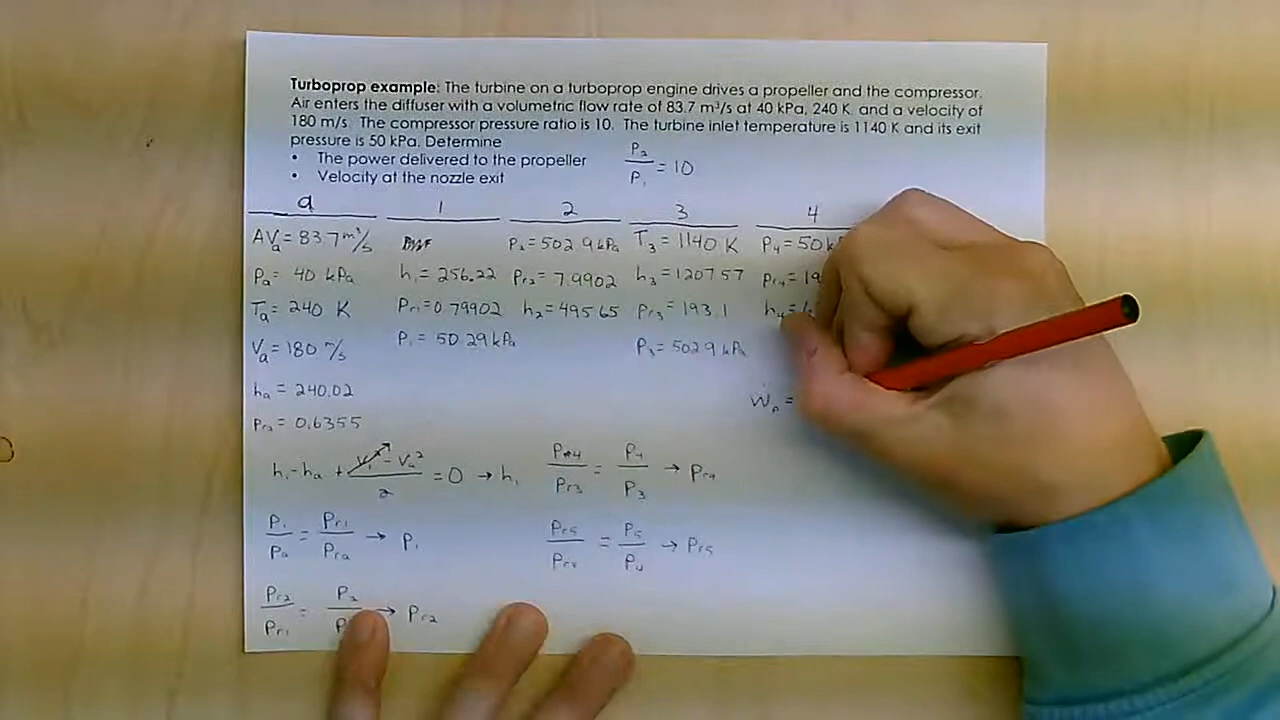 Turboprop example: The turbine on a turboprop engine drives a propeller and the compressor.
Air enters the diffuser with a volumetric flow rate of 83.7 m³/s at 40 kPa, 240 K and a velocity of
180 m/s. The compressor pressure ratio is 10. The turbine inlet temperature is 1140 K and its exit
pressure is 50 kPa. Determine
• The power delivered to the propeller
• Velocity at the nozzle exit
P₂/P₁ = 10
a 1 2 3 4
AVₐ = 83.7 m³/s P₂ = 502.9 kPa T₃ = 1140 K P₄ = 50 k
Pₐ = 40 kPa h₁ = 256.22 Pr₂ = 7.9902 h₃ = 1207.57 Pr₄ = 19
Tₐ = 240 K Pr₁ = 0.79902 h₂ = 495.65 Pr₃ = 193.1 h₄ =
Vₐ = 180 m/s P₁ = 50.29 kPa P₃ = 502.9 kPa
hₐ = 240.02 Ẇₚ =
Prₐ = 0.6355
h₁ - hₐ + (V₁² - Vₐ²)/2 = 0 → h₁ Pr₄/Pr₃ = P₄/P₃ → Pr₄
P₁/Pₐ = Pr₁/Prₐ → P₁ Pr₅/Pr₄ = P₅/P₄ → Pr₅
Pr₂/Pr₁ = P₂/P → Pr₂